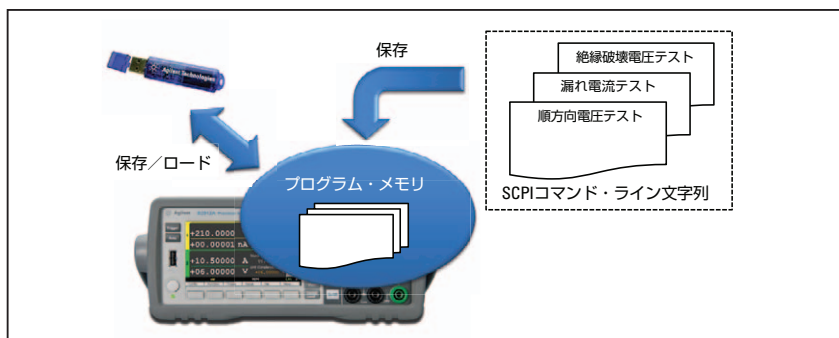 保存
絶縁破壊電圧テスト
漏れ電流テスト
順方向電圧テスト
SCPIコマンド・ライン文字列
Agilent Technologies
保存／ロード
プログラム・メモリ
Agilent
+210.0000
+00.00001 nA
+10.50000 A
+06.00000 V